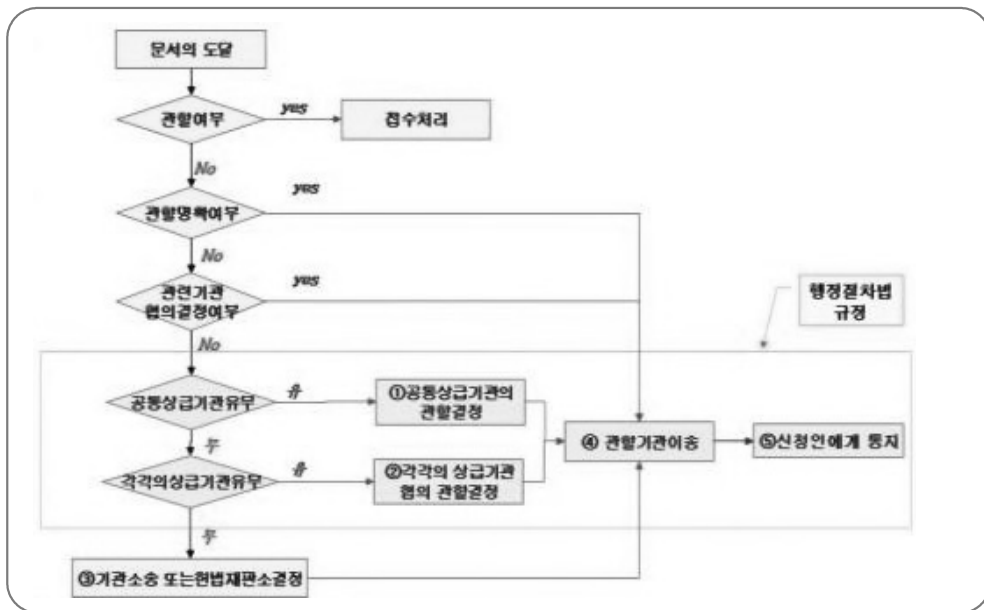 문서의 도달
관할여부
yes
접수처리
No
관할명확여부
yes
No
관련기관
협의결정여부
yes
행정절차법
규정
No
공통상급기관유무
유
①공통상급기관의
관할결정
④ 관할기관이송
⑤신청인에게 통지
무
각각의상급기관유무
유
②각각의 상급기관
협의 관할결정
무
③기관소송 또는헌법재판소결정